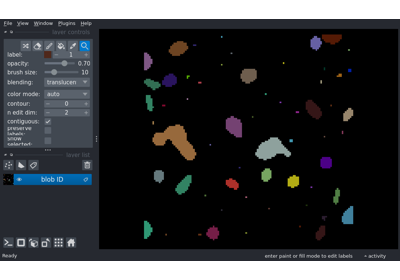 File View Window Plugins Help
layer controls
label: 1
opacity: 0.70
brush size: 10
blending: translucen
color mode: auto
contour: 0
n edit dim: 2
contiguous:
preserve labels:
show selected:
layer list
blob ID
Ready
enter paint or fill mode to edit labels
activity